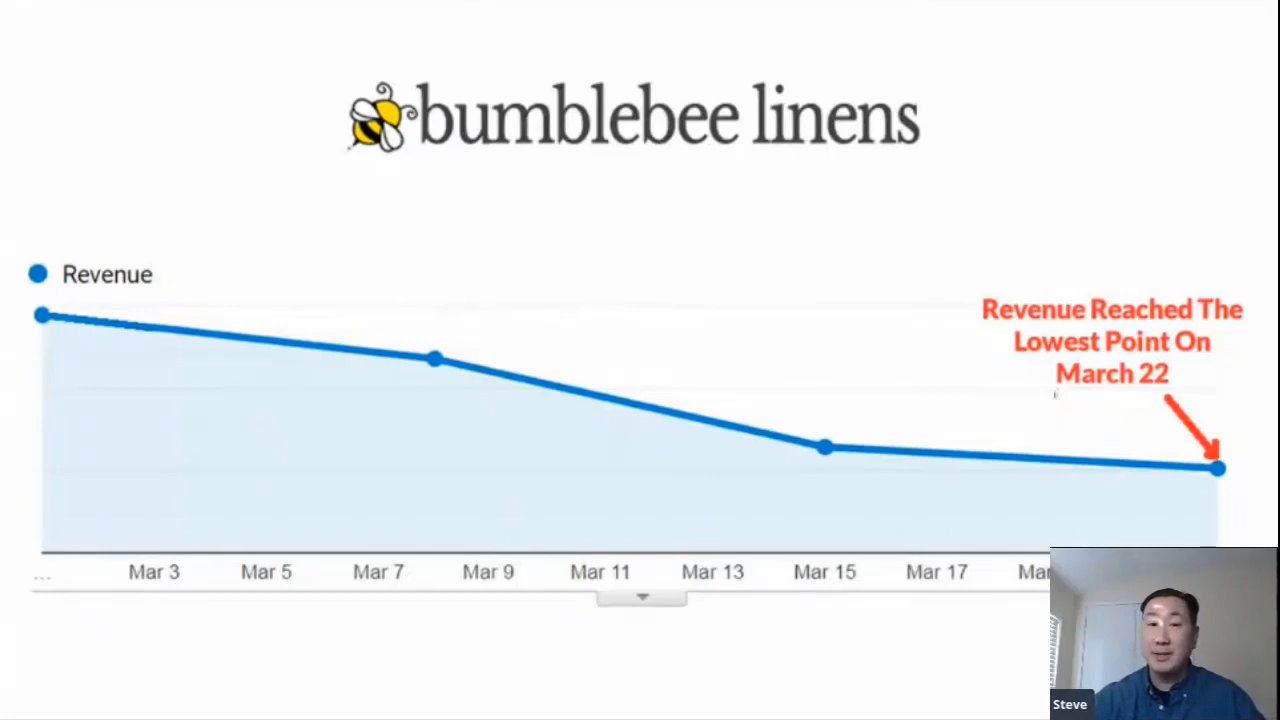 bumblebee linens
Revenue
Revenue Reached The
Lowest Point On
March 22
... Mar 3 Mar 5 Mar 7 Mar 9 Mar 11 Mar 13 Mar 15 Mar 17 Mar
Steve